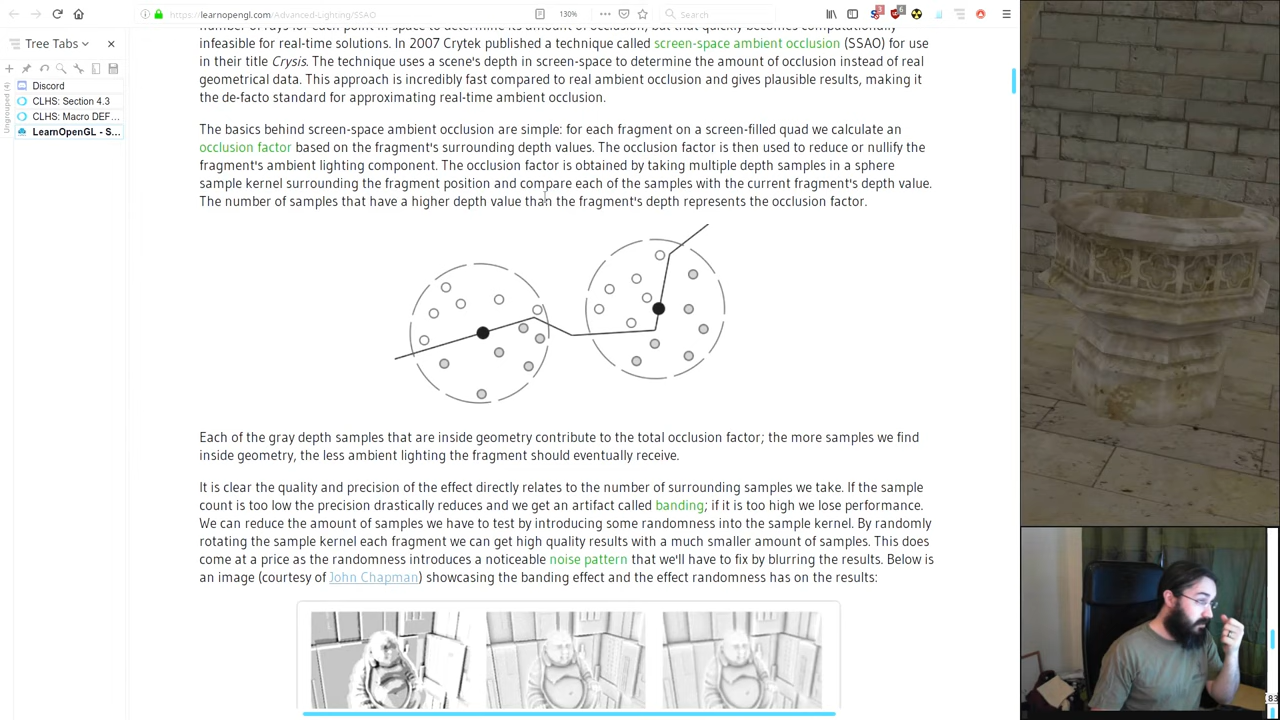 https://learnopengl.com/Advanced-Lighting/SSAO
130%
Search
3
6
Tree Tabs
Ungrouped (4)
Discord
CLHS: Section 4.3
CLHS: Macro DEF...
LearnOpenGL - S...
infeasible for real-time solutions. In 2007 Crytek published a technique called screen-space ambient occlusion (SSAO) for use
in their title Crysis. The technique uses a scene's depth in screen-space to determine the amount of occlusion instead of real
geometrical data. This approach is incredibly fast compared to real ambient occlusion and gives plausible results, making it
the de-facto standard for approximating real-time ambient occlusion.
The basics behind screen-space ambient occlusion are simple: for each fragment on a screen-filled quad we calculate an
occlusion factor based on the fragment's surrounding depth values. The occlusion factor is then used to reduce or nullify the
fragment's ambient lighting component. The occlusion factor is obtained by taking multiple depth samples in a sphere
sample kernel surrounding the fragment position and compare each of the samples with the current fragment's depth value.
The number of samples that have a higher depth value than the fragment's depth represents the occlusion factor.
Each of the gray depth samples that are inside geometry contribute to the total occlusion factor; the more samples we find
inside geometry, the less ambient lighting the fragment should eventually receive.
It is clear the quality and precision of the effect directly relates to the number of surrounding samples we take. If the sample
count is too low the precision drastically reduces and we get an artifact called banding; if it is too high we lose performance.
We can reduce the amount of samples we have to test by introducing some randomness into the sample kernel. By randomly
rotating the sample kernel each fragment we can get high quality results with a much smaller amount of samples. This does
come at a price as the randomness introduces a noticeable noise pattern that we'll have to fix by blurring the results. Below is
an image (courtesy of John Chapman) showcasing the banding effect and the effect randomness has on the results:
83